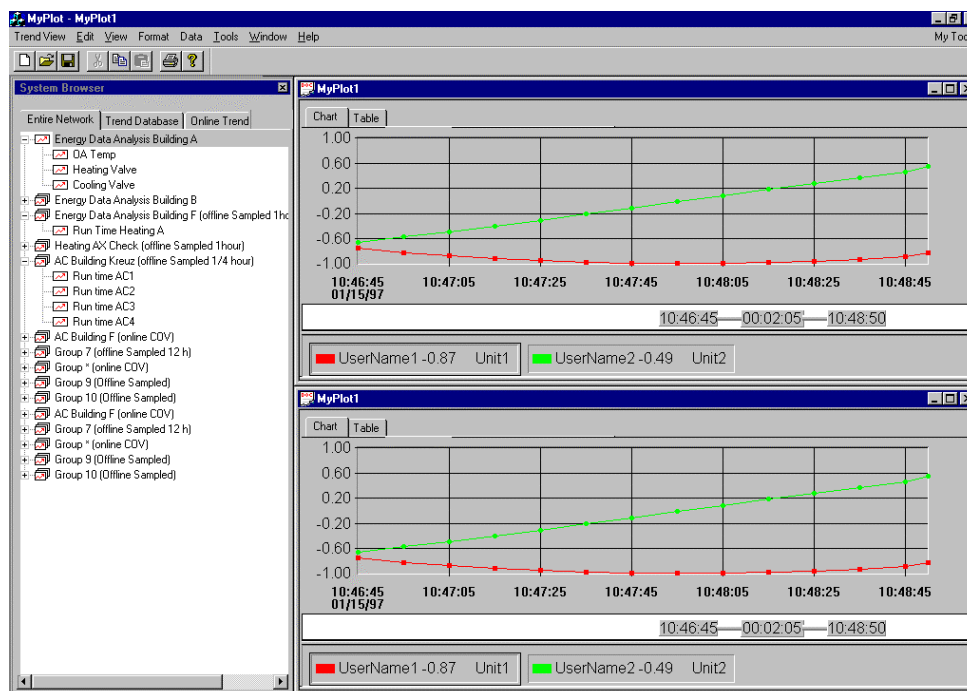 MyPlot - MyPlot1
Trend View Edit View Format Data Tools Window Help My Too
System Browser
Entire Network Trend Database Online Trend
Energy Data Analysis Building A
OA Temp
Heating Valve
Cooling Valve
Energy Data Analysis Building B
Energy Data Analysis Building F (offline Sampled 1ho
Run Time Heating A
Heating AX Check (offline Sampled 1hour)
AC Building Kreuz (offline Sampled 1/4 hour)
Run time AC1
Run time AC2
Run time AC3
Run time AC4
AC Building F (online COV)
Group 7 (offline Sampled 12 h)
Group * (online COV)
Group 9 (Offline Sampled)
Group 10 (Offline Sampled)
AC Building F (online COV)
Group 7 (offline Sampled 12 h)
Group * (online COV)
Group 9 (Offline Sampled)
Group 10 (Offline Sampled)
MyPlot1
Chart Table
1.00
0.60
0.20
-0.20
-0.60
-1.00
10:46:45 10:47:05 10:47:25 10:47:45 10:48:05 10:48:25 10:48:45
01/15/97
10:46:45 00:02:05 10:48:50
UserName1 -0.87 Unit1 UserName2 -0.49 Unit2
MyPlot1
Chart Table
1.00
0.60
0.20
-0.20
-0.60
-1.00
10:46:45 10:47:05 10:47:25 10:47:45 10:48:05 10:48:25 10:48:45
01/15/97
10:46:45 00:02:05 10:48:50
UserName1 -0.87 Unit1 UserName2 -0.49 Unit2